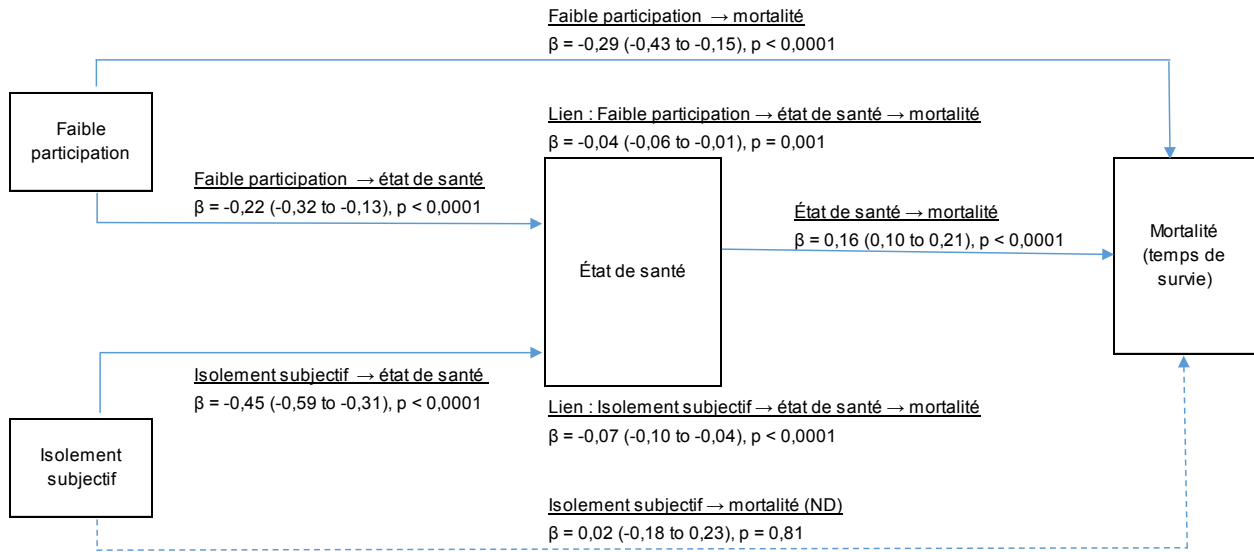 Faible participation → mortalité
β = -0,29 (-0,43 to -0,15), p < 0,0001
Faible
participation
Lien : Faible participation → état de santé → mortalité
β = -0,04 (-0,06 to -0,01), p = 0,001
Faible participation → état de santé
β = -0,22 (-0,32 to -0,13), p < 0,0001
État de santé → mortalité
β = 0,16 (0,10 to 0,21), p < 0,0001
État de santé
Mortalité
(temps de
survie)
Isolement subjectif → état de santé
β = -0,45 (-0,59 to -0,31), p < 0,0001
Lien : Isolement subjectif → état de santé → mortalité
β = -0,07 (-0,10 to -0,04), p < 0,0001
Isolement
subjectif
Isolement subjectif → mortalité (ND)
β = 0,02 (-0,18 to 0,23), p = 0,81